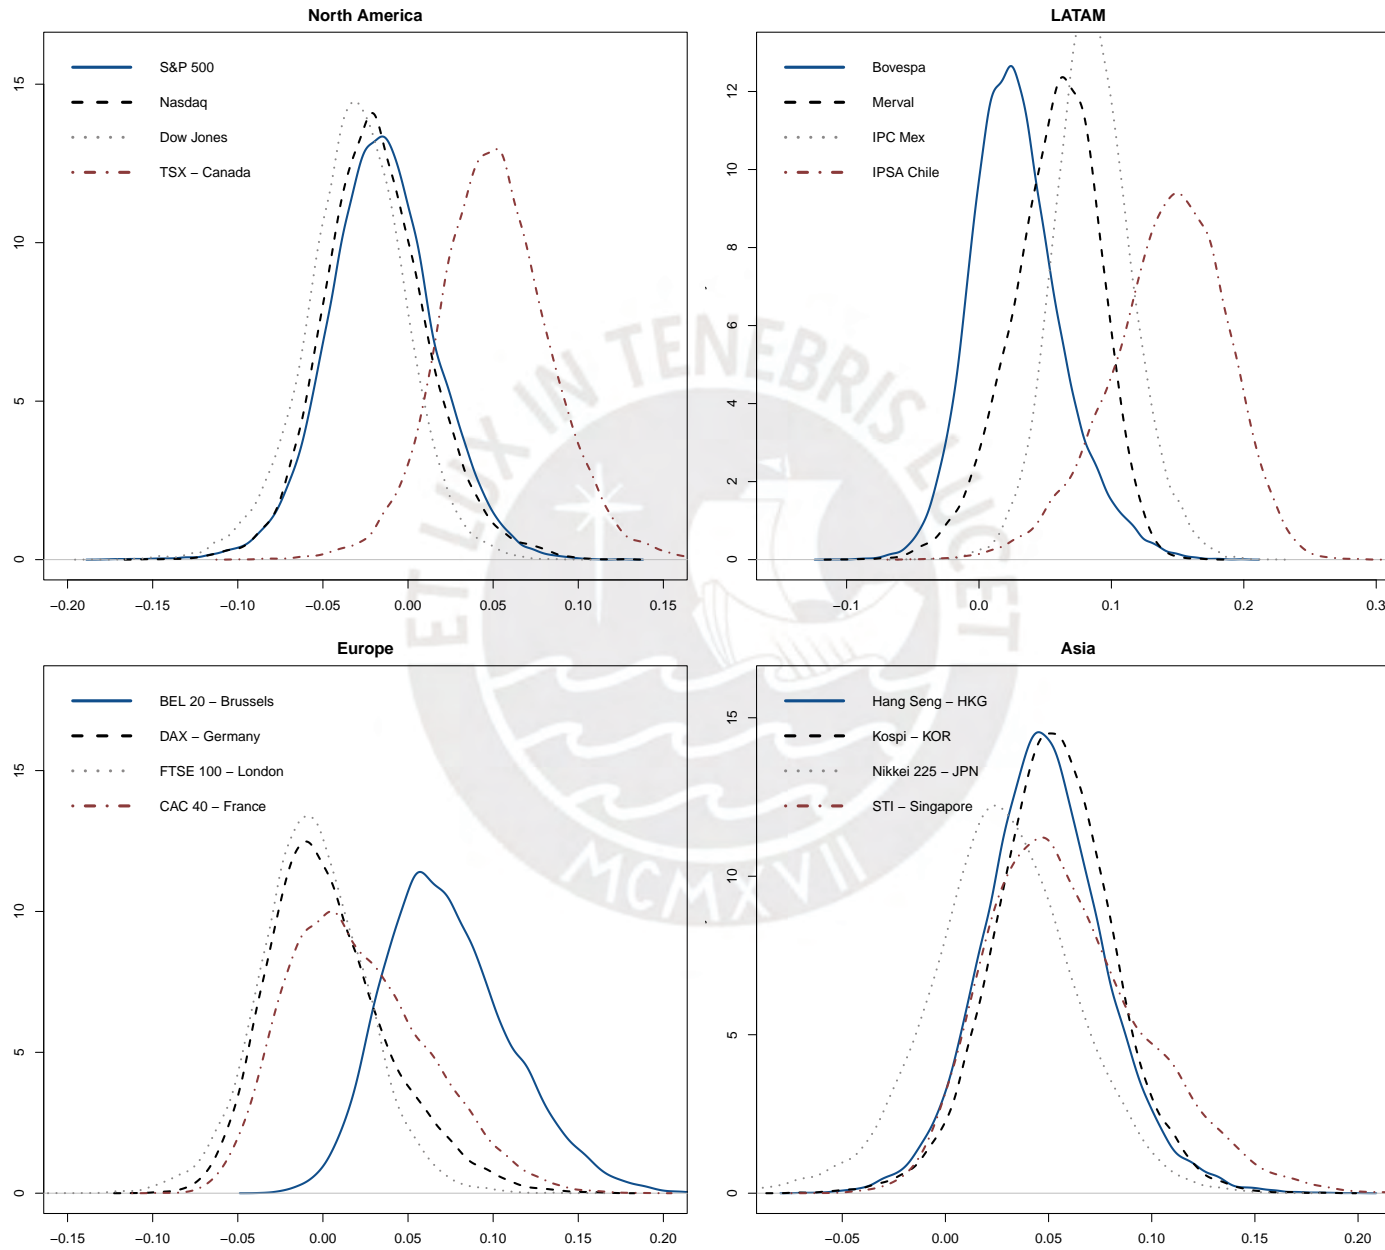 North America
S&P 500
Nasdaq
Dow Jones
TSX – Canada
15
10
5
0
−0.20 −0.15 −0.10 −0.05 0.00 0.05 0.10 0.15
LATAM
Bovespa
Merval
IPC Mex
IPSA Chile
12
10
8
6
4
2
0
−0.1 0.0 0.1 0.2 0.3
Europe
BEL 20 – Brussels
DAX – Germany
FTSE 100 – London
CAC 40 – France
15
10
5
0
−0.15 −0.10 −0.05 0.00 0.05 0.10 0.15 0.20
Asia
Hang Seng – HKG
Kospi – KOR
Nikkei 225 – JPN
STI – Singapore
15
10
5
0
−0.05 0.00 0.05 0.10 0.15 0.20
ET LUX IN TENEBRIS LUCET
MCMXVII